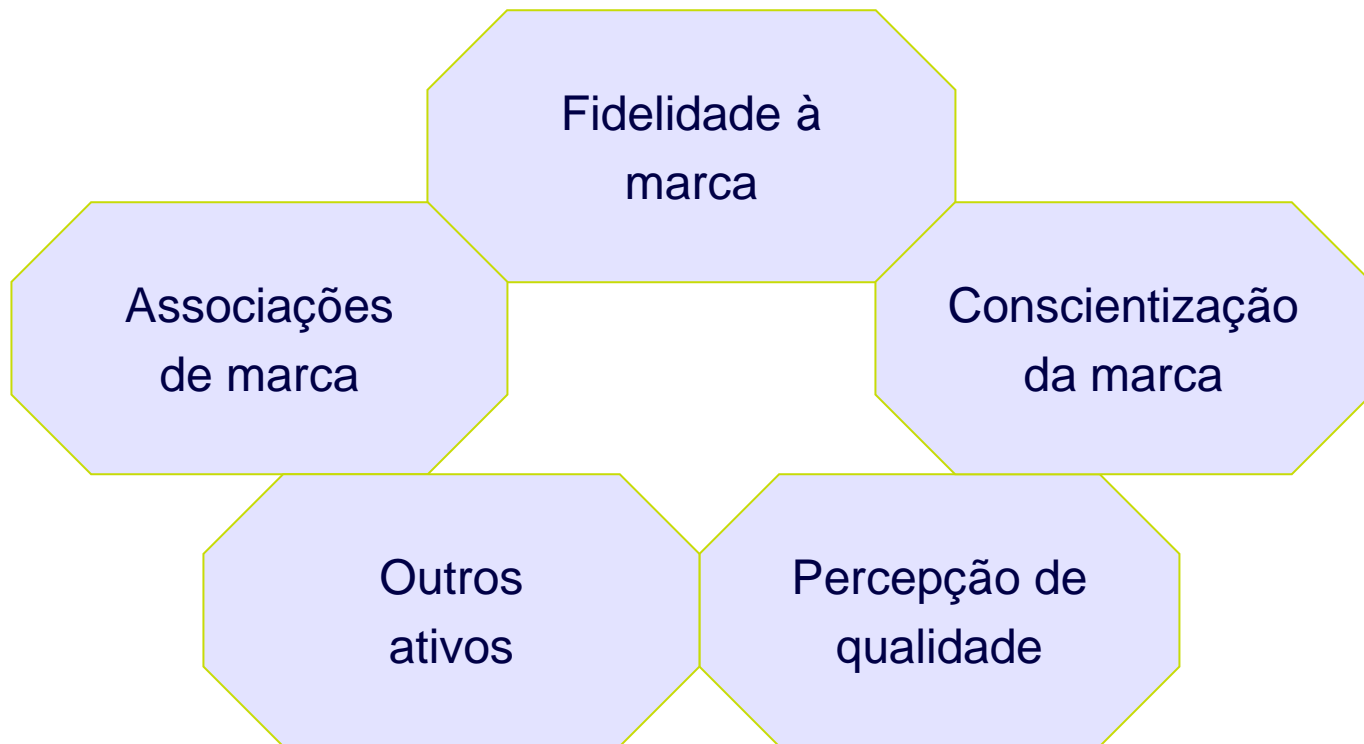 Fidelidade à
marca
Associações
de marca
Conscientização
da marca
Outros
ativos
Percepção de
qualidade